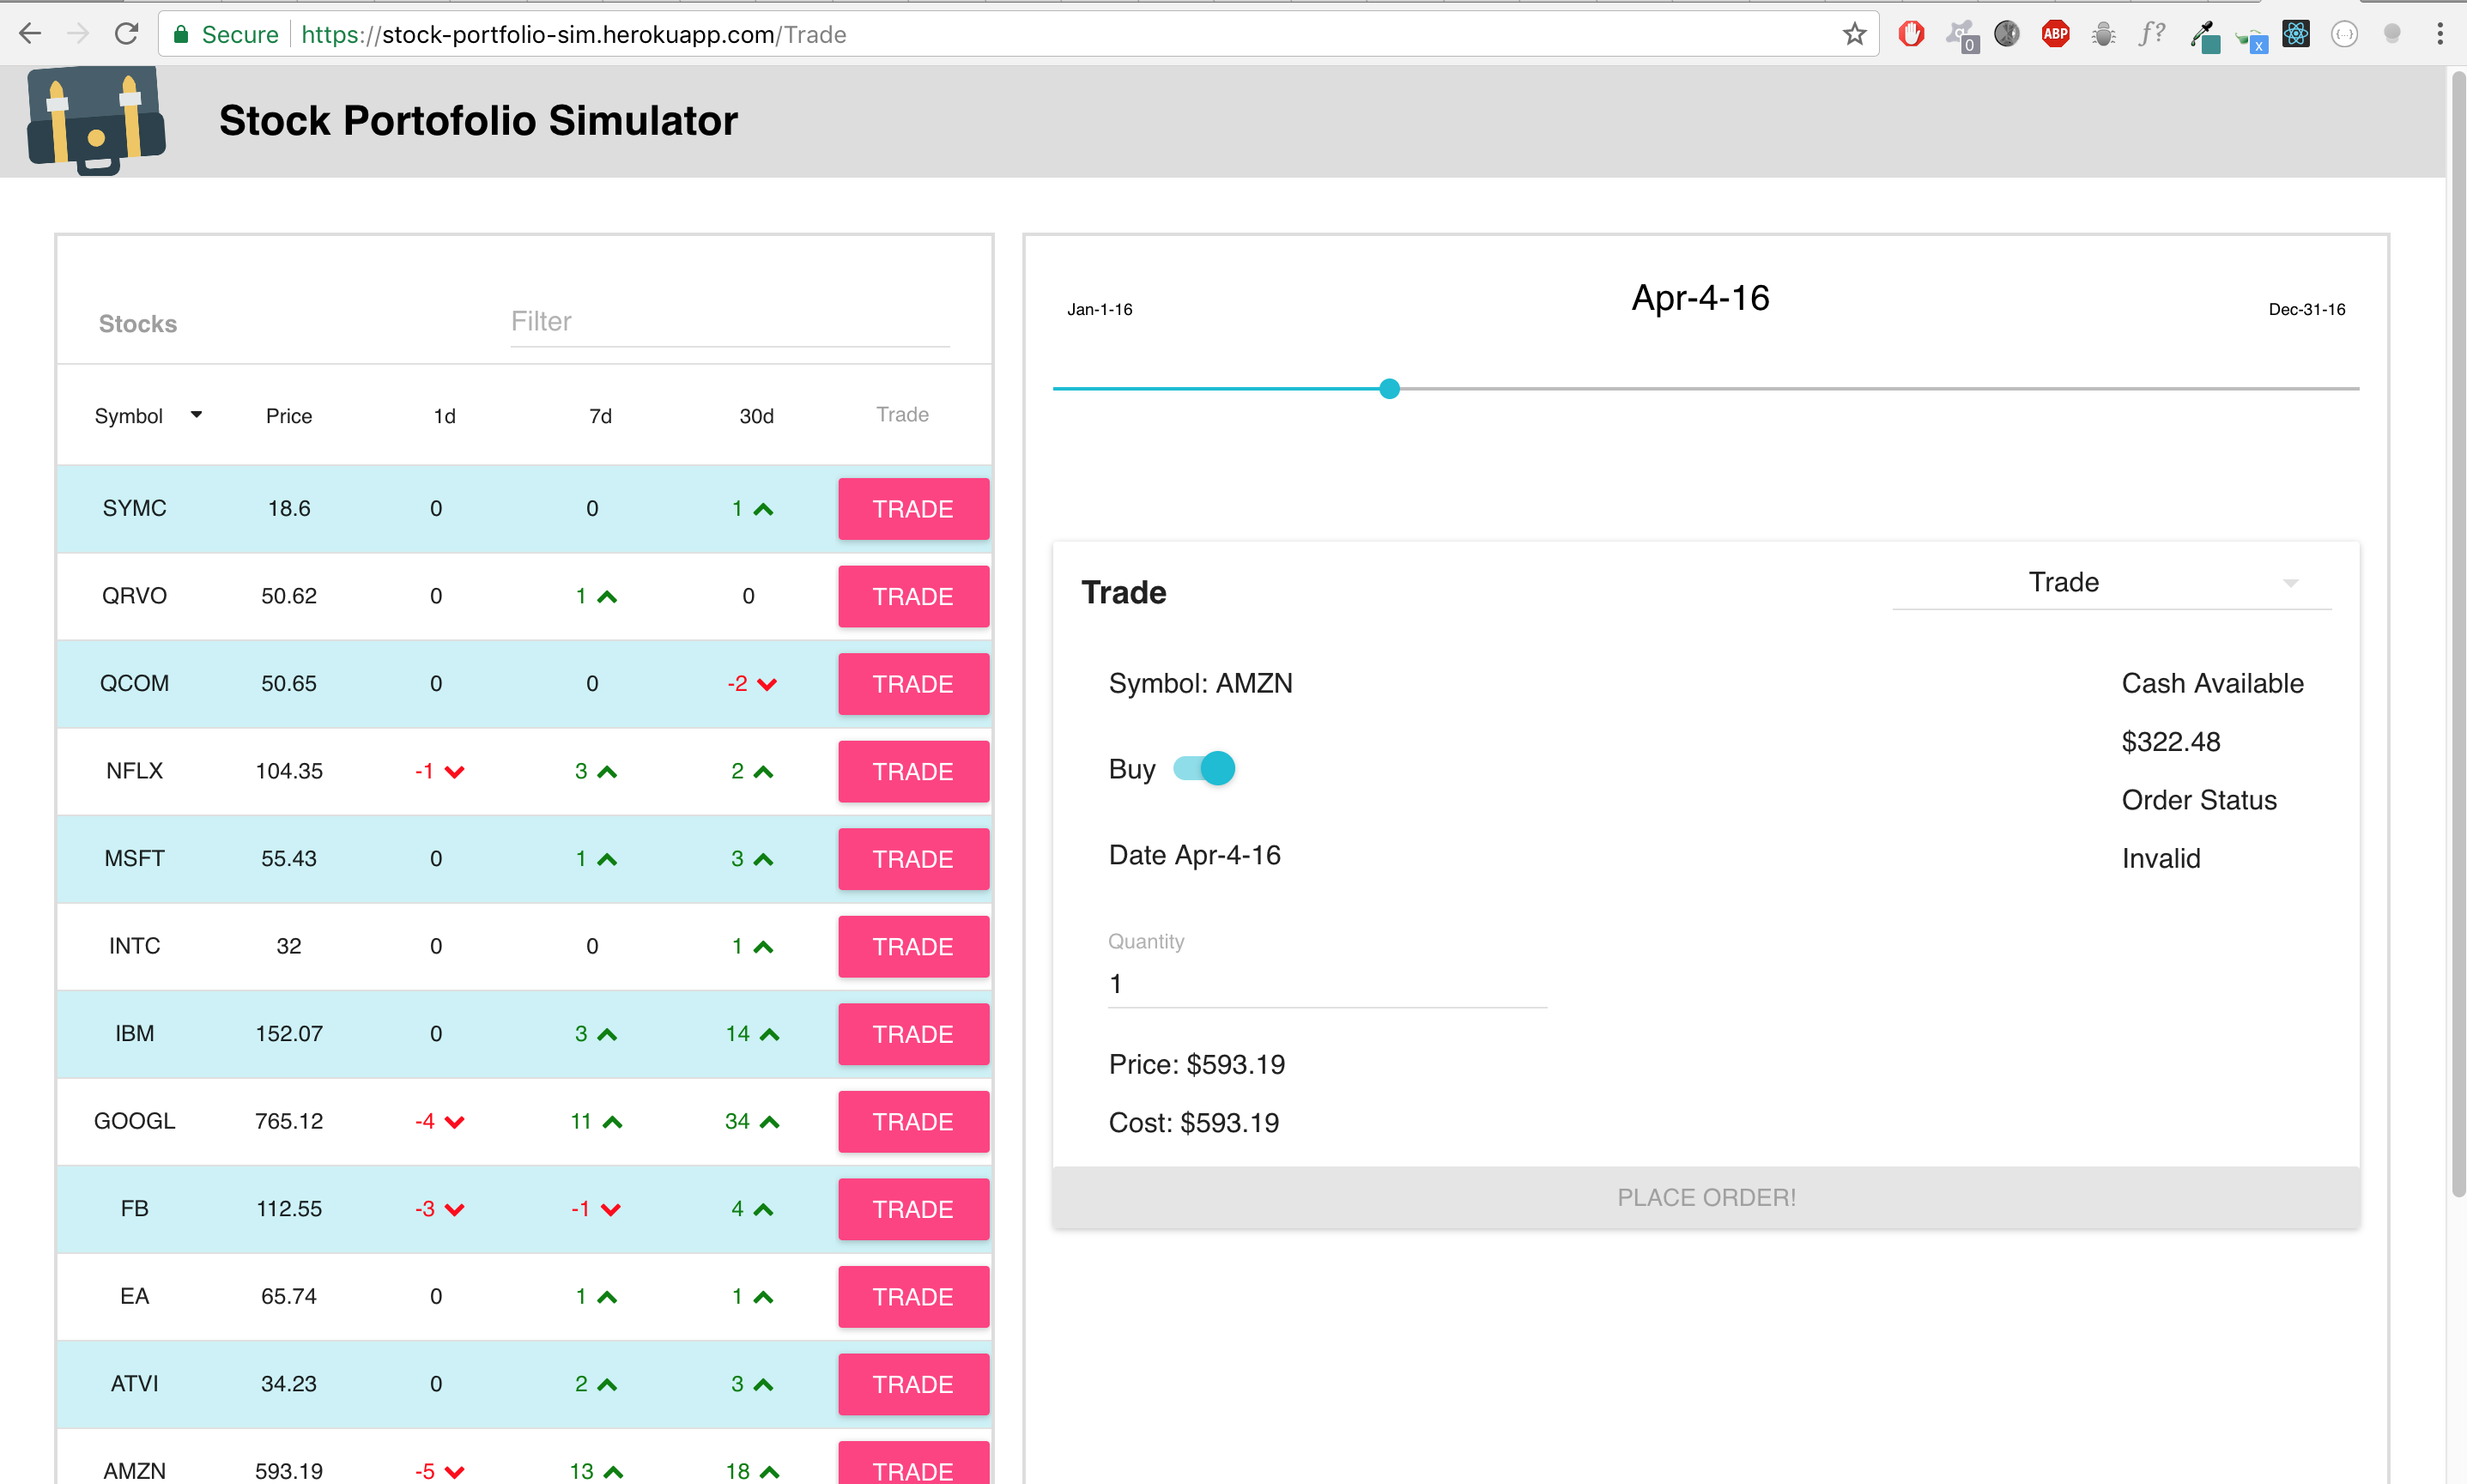 Secure https://stock-portfolio-sim.herokuapp.com/Trade
0 ABP f? x {...}
Stock Portofolio Simulator
Stocks Filter
Symbol Price 1d 7d 30d Trade
SYMC 18.6 0 0 1 TRADE
QRVO 50.62 0 1 0 TRADE
QCOM 50.65 0 0 -2 TRADE
NFLX 104.35 -1 3 2 TRADE
MSFT 55.43 0 1 3 TRADE
INTC 32 0 0 1 TRADE
IBM 152.07 0 3 14 TRADE
GOOGL 765.12 -4 11 34 TRADE
FB 112.55 -3 -1 4 TRADE
EA 65.74 0 1 1 TRADE
ATVI 34.23 0 2 3 TRADE
AMZN 593.19 -5 13 18 TRADE
Jan-1-16 Apr-4-16 Dec-31-16
Trade Trade
Symbol: AMZN
Buy
Date Apr-4-16
Quantity
1
Price: $593.19
Cost: $593.19
Cash Available
$322.48
Order Status
Invalid
PLACE ORDER!